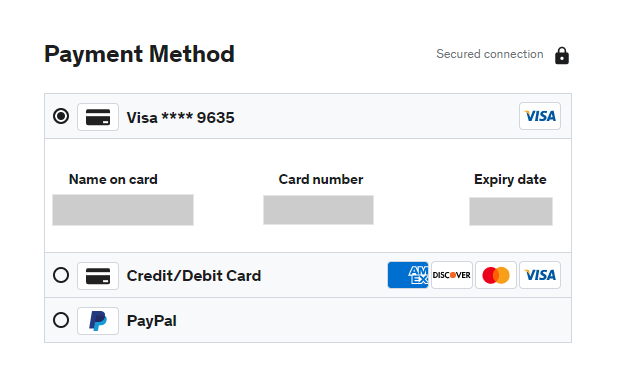 Payment Method
Secured connection
Visa **** 9635
VISA
Name on card
Card number
Expiry date
Credit/Debit Card
AM
EX
DISCOVER
VISA
PayPal